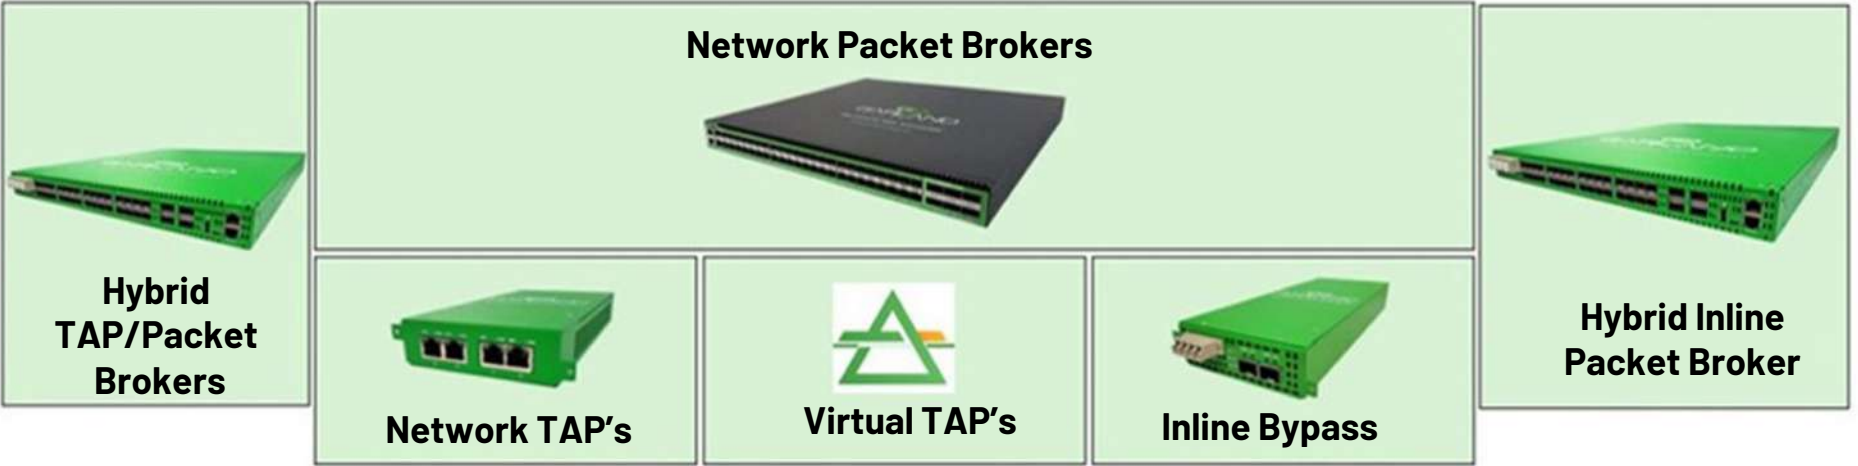 Network Packet Brokers
Hybrid
TAP/Packet
Brokers
Network TAP’s
Virtual TAP’s
Inline Bypass
Hybrid Inline
Packet Broker